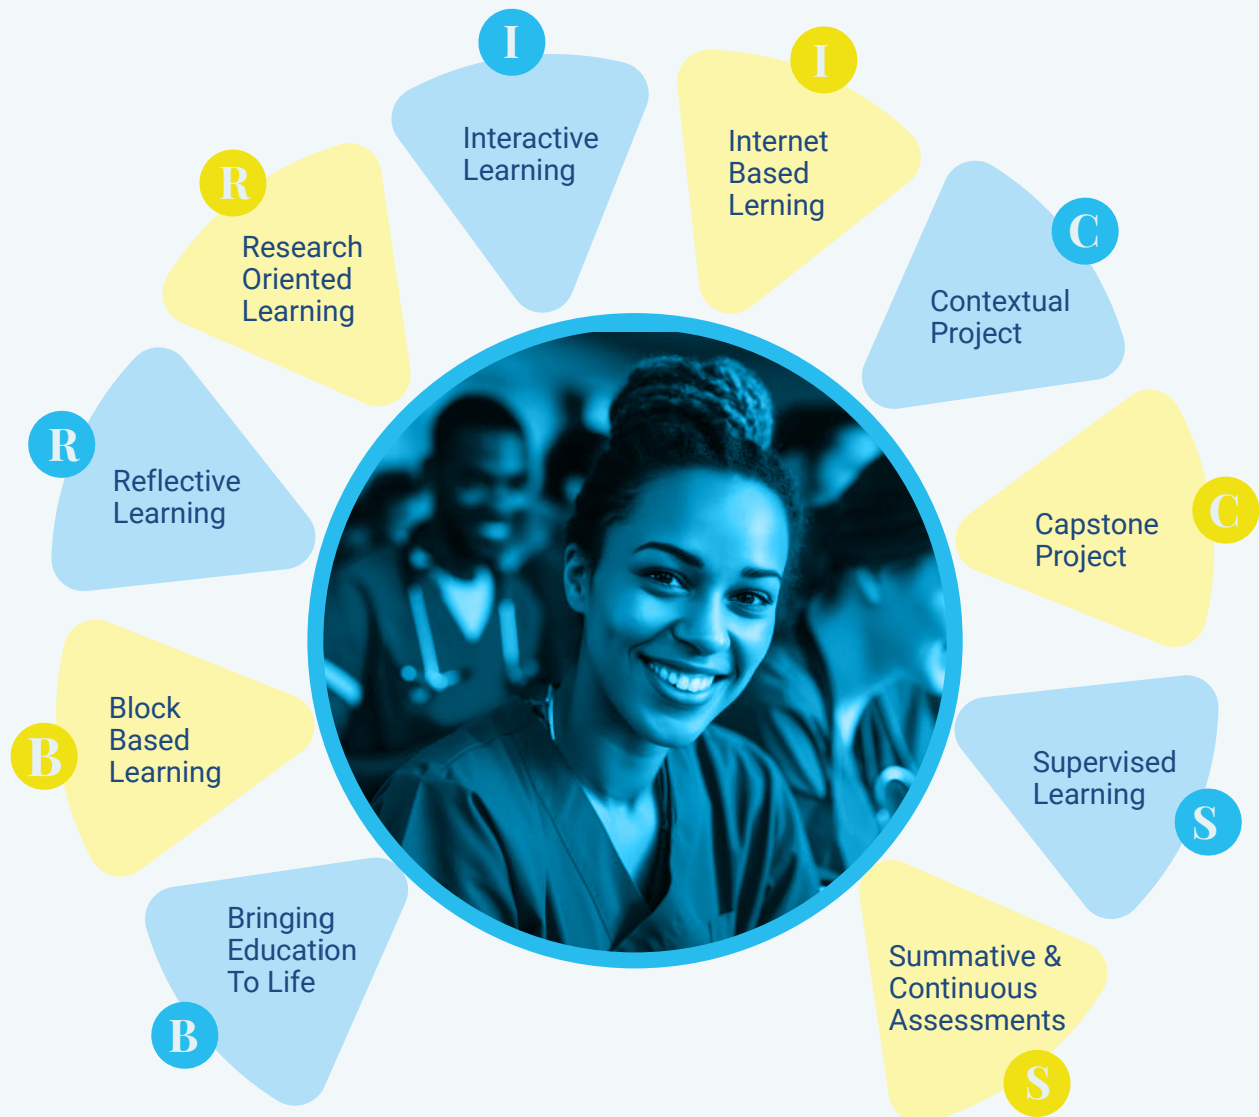 B
Bringing
Education
To Life
B
Block
Based
Learning
R
Reflective
Learning
R
Research
Oriented
Learning
I
Interactive
Learning
I
Internet
Based
Lerning
C
Contextual
Project
C
Capstone
Project
S
Supervised
Learning
S
Summative &
Continuous
Assessments